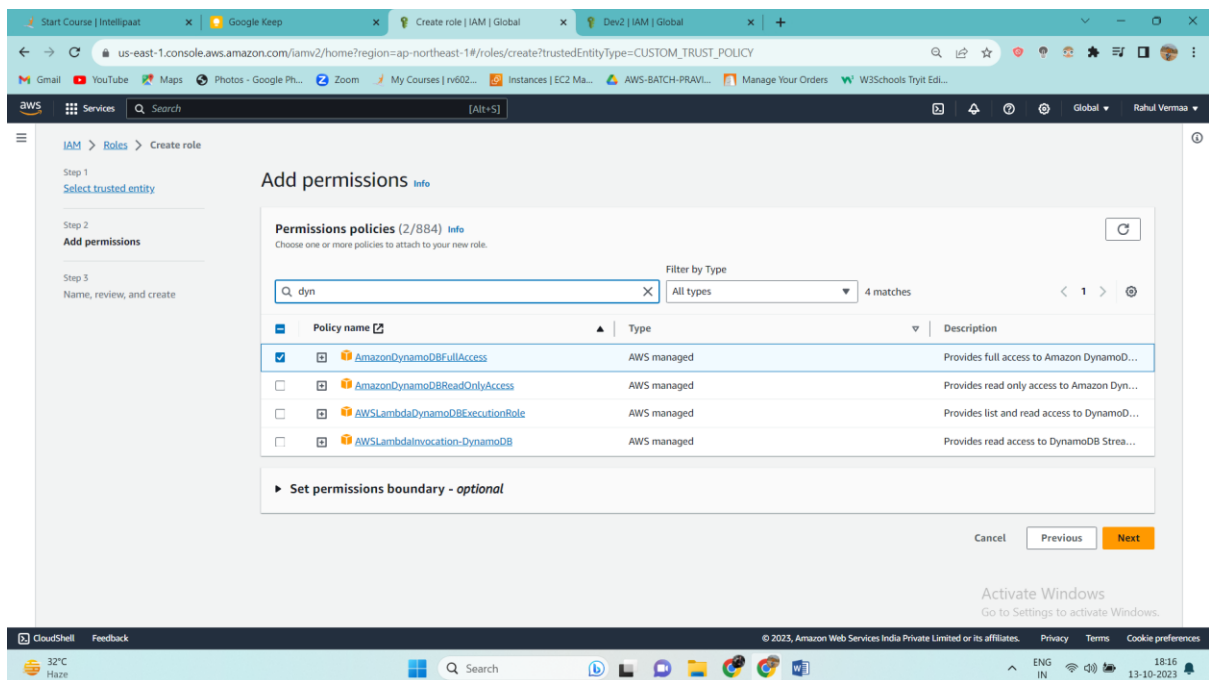 Start Course | Intellipaat
Google Keep
Create role | IAM | Global
Dev2 | IAM | Global
us-east-1.console.aws.amazon.com/iamv2/home?region=ap-northeast-1#/roles/create?trustedEntityType=CUSTOM_TRUST_POLICY
Gmail YouTube Maps Photos - Google Ph... Zoom My Courses | rv602... Instances | EC2 Ma... AWS-BATCH-PRAVI... Manage Your Orders W3Schools Tryit Edi...
aws Services Search [Alt+S] Global Rahul Vermaa
IAM > Roles > Create role
Step 1
Select trusted entity
Step 2
Add permissions
Step 3
Name, review, and create
Add permissions Info
Permissions policies (2/884) Info
Choose one or more policies to attach to your new role.
Filter by Type
dyn All types 4 matches 1
Policy name Type Description
AmazonDynamoDBFullAccess AWS managed Provides full access to Amazon DynamoD...
AmazonDynamoDBReadOnlyAccess AWS managed Provides read only access to Amazon Dyn...
AWSLambdaDynamoDBExecutionRole AWS managed Provides list and read access to DynamoD...
AWSLambdaInvocation-DynamoDB AWS managed Provides read access to DynamoDB Strea...
Set permissions boundary - optional
Cancel Previous Next
Activate Windows
Go to Settings to activate Windows.
CloudShell Feedback © 2023, Amazon Web Services India Private Limited or its affiliates. Privacy Terms Cookie preferences
32°C
Haze
Search
ENG
IN
18:16
13-10-2023